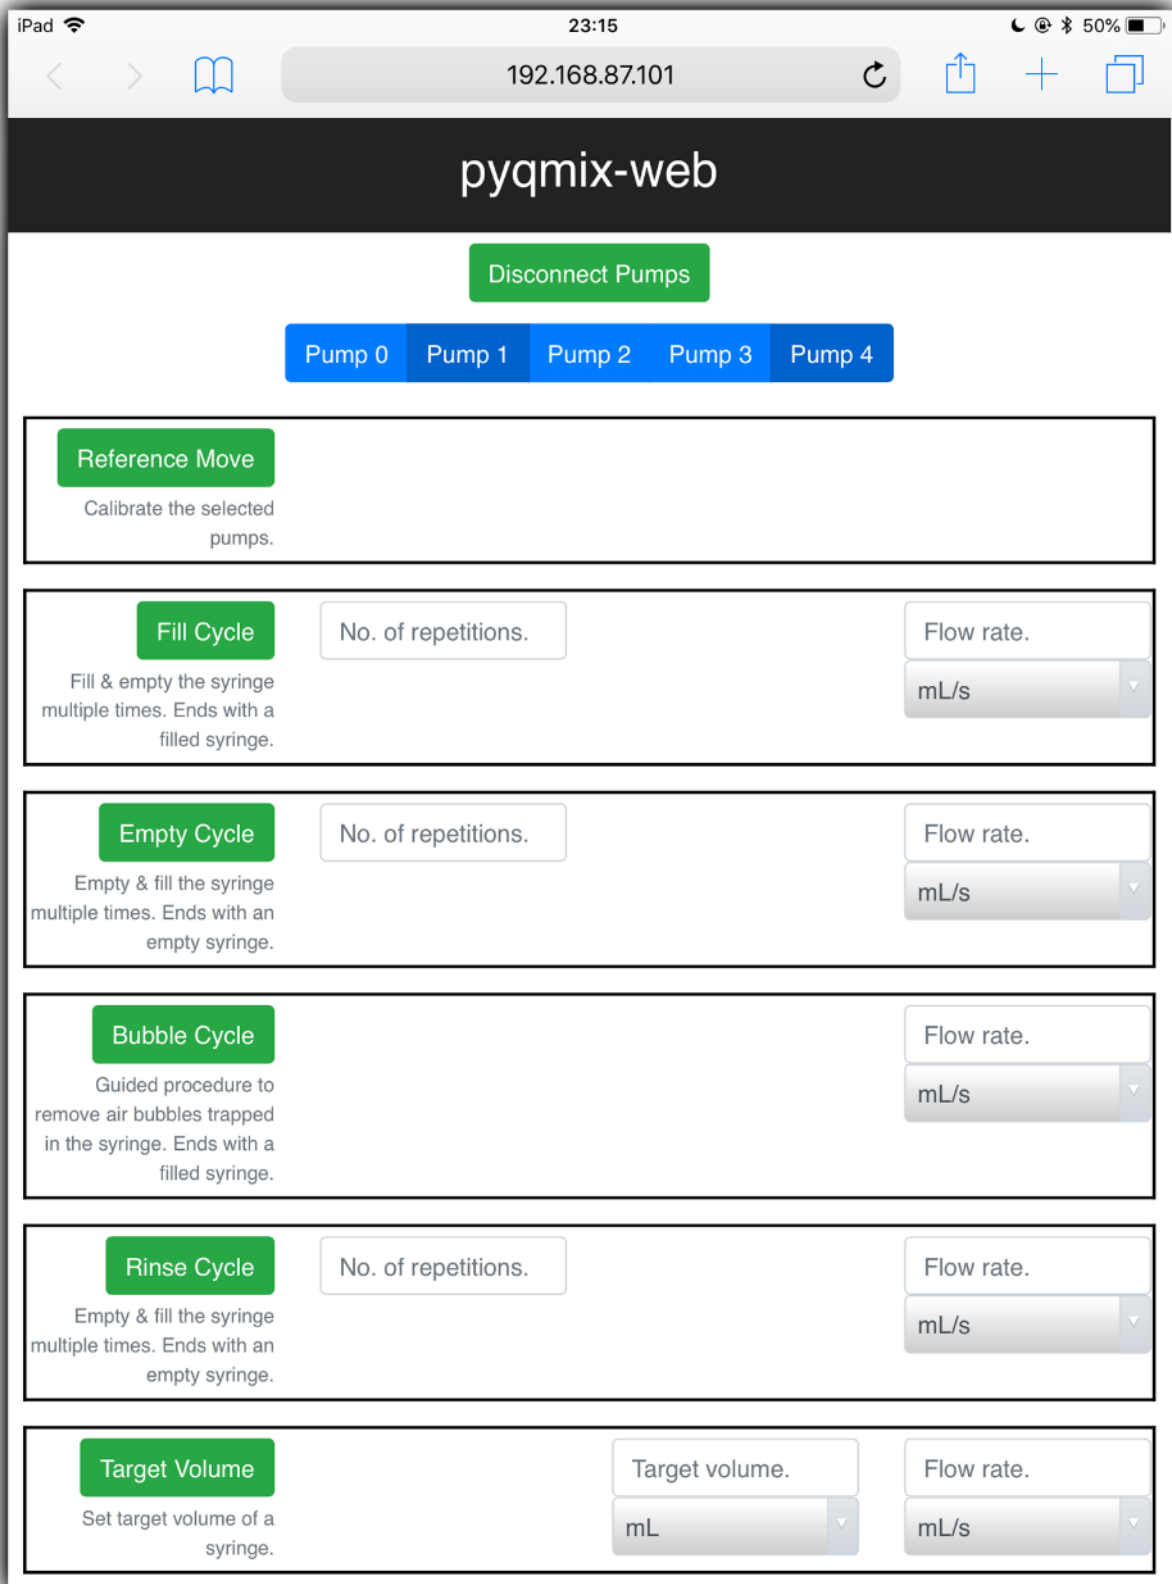 iPad 23:15 50%
192.168.87.101
pyqmix-web
Disconnect Pumps
Pump 0 Pump 1 Pump 2 Pump 3 Pump 4
Reference Move
Calibrate the selected
pumps.
Fill Cycle No. of repetitions. Flow rate.
mL/s
Fill & empty the syringe
multiple times. Ends with a
filled syringe.
Empty Cycle No. of repetitions. Flow rate.
mL/s
Empty & fill the syringe
multiple times. Ends with an
empty syringe.
Bubble Cycle Flow rate.
mL/s
Guided procedure to
remove air bubbles trapped
in the syringe. Ends with a
filled syringe.
Rinse Cycle No. of repetitions. Flow rate.
mL/s
Empty & fill the syringe
multiple times. Ends with an
empty syringe.
Target Volume Target volume. Flow rate.
mL mL/s
Set target volume of a
syringe.